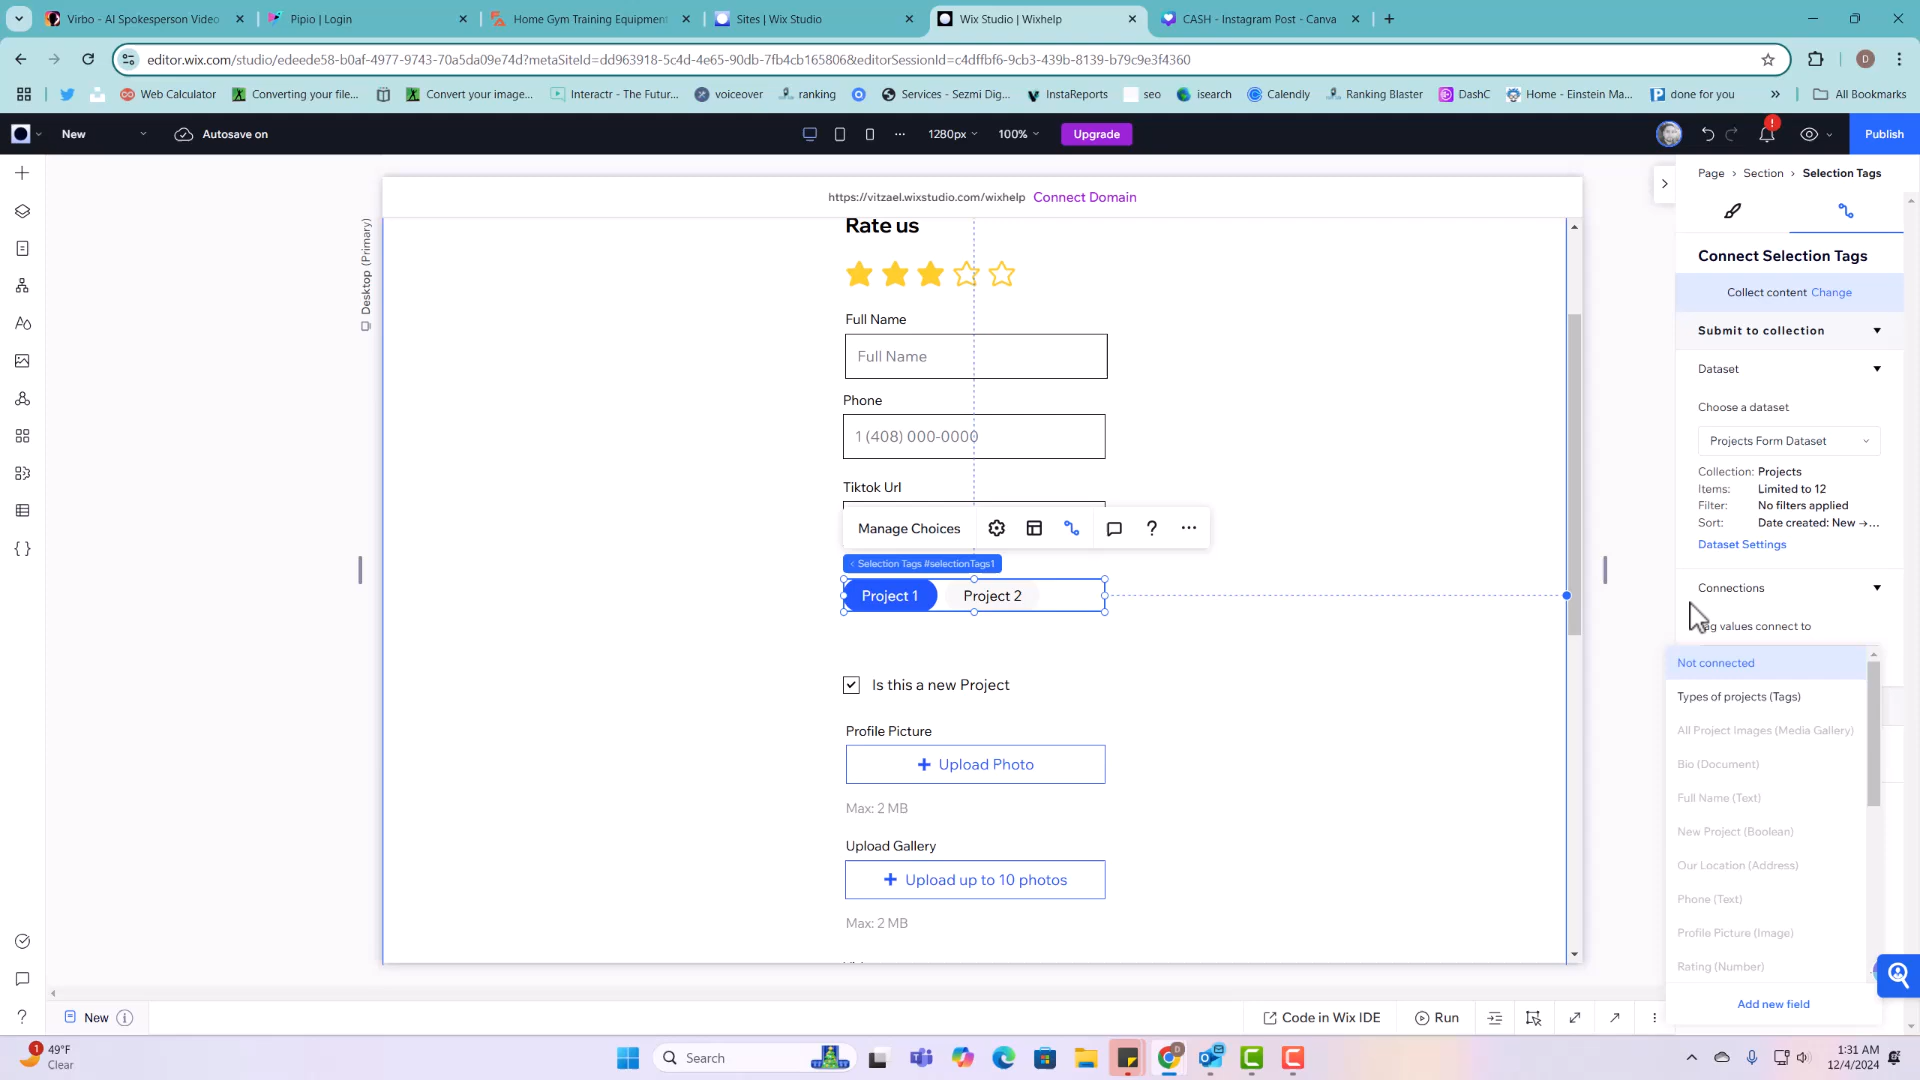 Virbo - AI Spokesperson Video
Pipio | Login
Home Gym Training Equipment
Sites | Wix Studio
Wix Studio | Wixhelp
CASH - Instagram Post - Canva
editor.wix.com/studio/edeede58-b0af-4977-9743-70a5da09e74d?metaSiteId=dd963918-5c4d-4e65-90db-7fb4cb165806&editorSessionId=c4dffbf6-9cb3-439b-8139-b79c9e3f4360
D
Web Calculator
Converting your file...
Convert your image...
Interactr - The Futur...
voiceover
ranking
Services - Sezmi Dig...
InstaReports
seo
isearch
Calendly
Ranking Blaster
DashC
Home - Einstein Ma...
done for you
All Bookmarks
New
Autosave on
1280px
100%
Upgrade
Publish
https://vitzael.wixstudio.com/wixhelp Connect Domain
Desktop (Primary)
Rate us
Full Name
Full Name
Phone
1 (408) 000-0000
Tiktok Url
Manage Choices
Selection Tags #selectionTags1
Project 1
Project 2
Is this a new Project
Profile Picture
Upload Photo
Max: 2 MB
Upload Gallery
Upload up to 10 photos
Max: 2 MB
Page > Section > Selection Tags
Connect Selection Tags
Collect content Change
Submit to collection
Dataset
Choose a dataset
Projects Form Dataset
Collection: Projects
Items: Limited to 12
Filter: No filters applied
Sort: Date created: New →...
Dataset Settings
Connections
values connect to
Not connected
Types of projects (Tags)
All Project Images (Media Gallery)
Bio (Document)
Full Name (Text)
New Project (Boolean)
Our Location (Address)
Phone (Text)
Profile Picture (Image)
Rating (Number)
Add new field
New
Code in Wix IDE
Run
1
49°F
Clear
Search
1:31 AM
12/4/2024